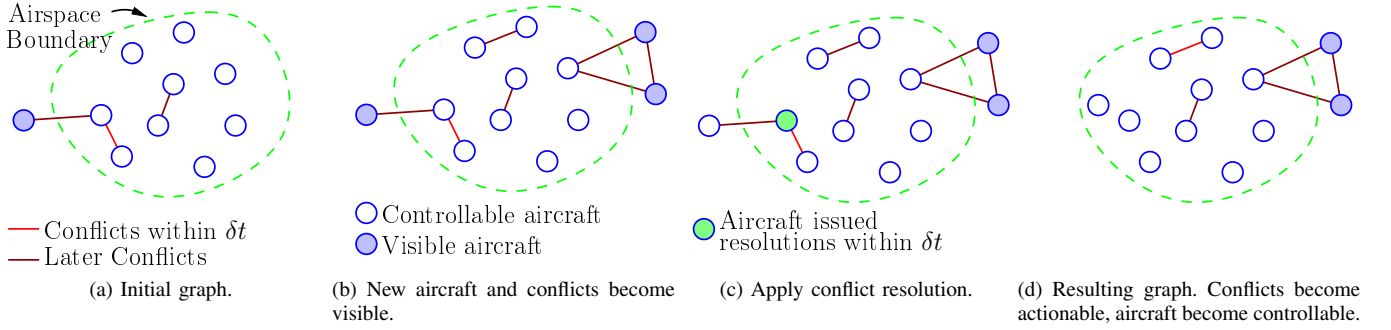 Airspace
Boundary
Conflicts within δt
Later Conflicts
(a) Initial graph.
Controllable aircraft
Visible aircraft
(b) New aircraft and conflicts become
visible.
Aircraft issued
resolutions within δt
(c) Apply conflict resolution.
(d) Resulting graph. Conflicts become
actionable, aircraft become controllable.